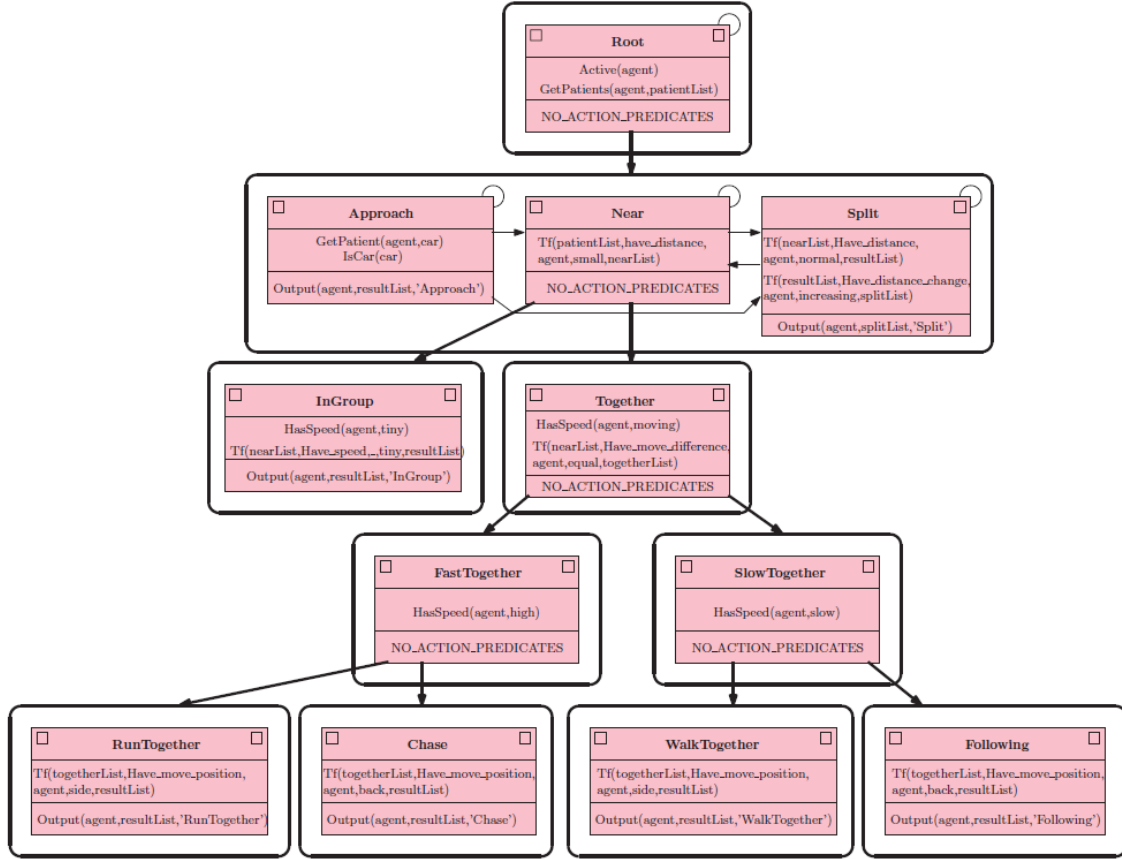 Root
Active(agent)
GetPatients(agent,patientList)
NO_ACTION_PREDICATES
Approach
GetPatient(agent,car)
IsCar(car)
Output(agent,resultList,'Approach')
Near
Tf(patientList,have_distance,
agent,small,nearList)
NO_ACTION_PREDICATES
Split
Tf(nearList,Have_distance,
agent,normal,resultList)
Tf(resultList,Have_distance_change,
agent,increasing,splitList)
Output(agent,splitList,'Split')
InGroup
HasSpeed(agent,tiny)
Tf(nearList,Have_speed,_,tiny,resultList)
Output(agent,resultList,'InGroup')
Together
HasSpeed(agent,moving)
Tf(nearList,Have_move_difference,
agent,equal,togetherList)
NO_ACTION_PREDICATES
FastTogether
HasSpeed(agent,high)
NO_ACTION_PREDICATES
SlowTogether
HasSpeed(agent,slow)
NO_ACTION_PREDICATES
RunTogether
Tf(togetherList,Have_move_position,
agent,side,resultList)
Output(agent,resultList,'RunTogether')
Chase
Tf(togetherList,Have_move_position,
agent,back,resultList)
Output(agent,resultList,'Chase')
WalkTogether
Tf(togetherList,Have_move_position,
agent,side,resultList)
Output(agent,resultList,'WalkTogether')
Following
Tf(togetherList,Have_move_position,
agent,back,resultList)
Output(agent,resultList,'Following')